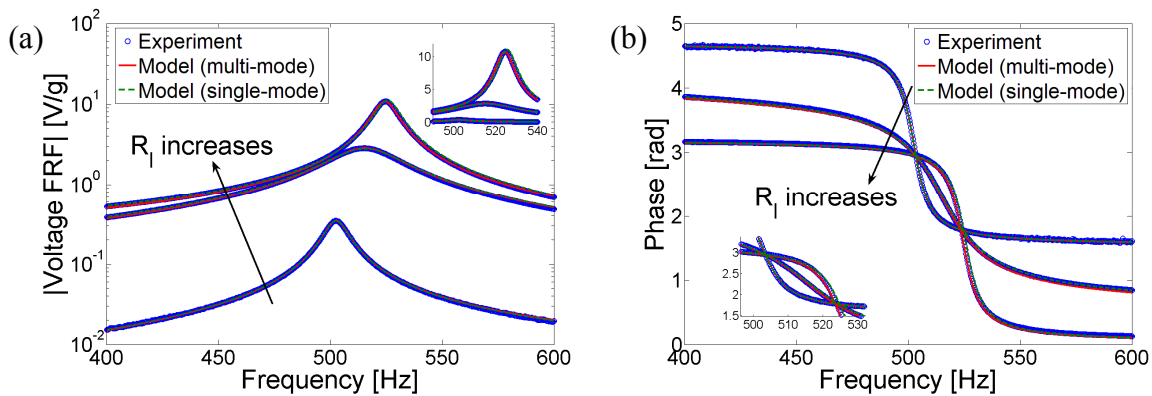 (a)
|Voltage FRF| [V/g]
10^2
10^1
10^0
10^-1
10^-2
Experiment
Model (multi-mode)
Model (single-mode)
R_l increases
10
5
0
500 520 540
400 450 500 550 600
Frequency [Hz]
(b)
Phase [rad]
5
4
3
2
1
0
Experiment
Model (multi-mode)
Model (single-mode)
R_l increases
3
2.5
2
1.5
500 510 520 530
400 450 500 550 600
Frequency [Hz]